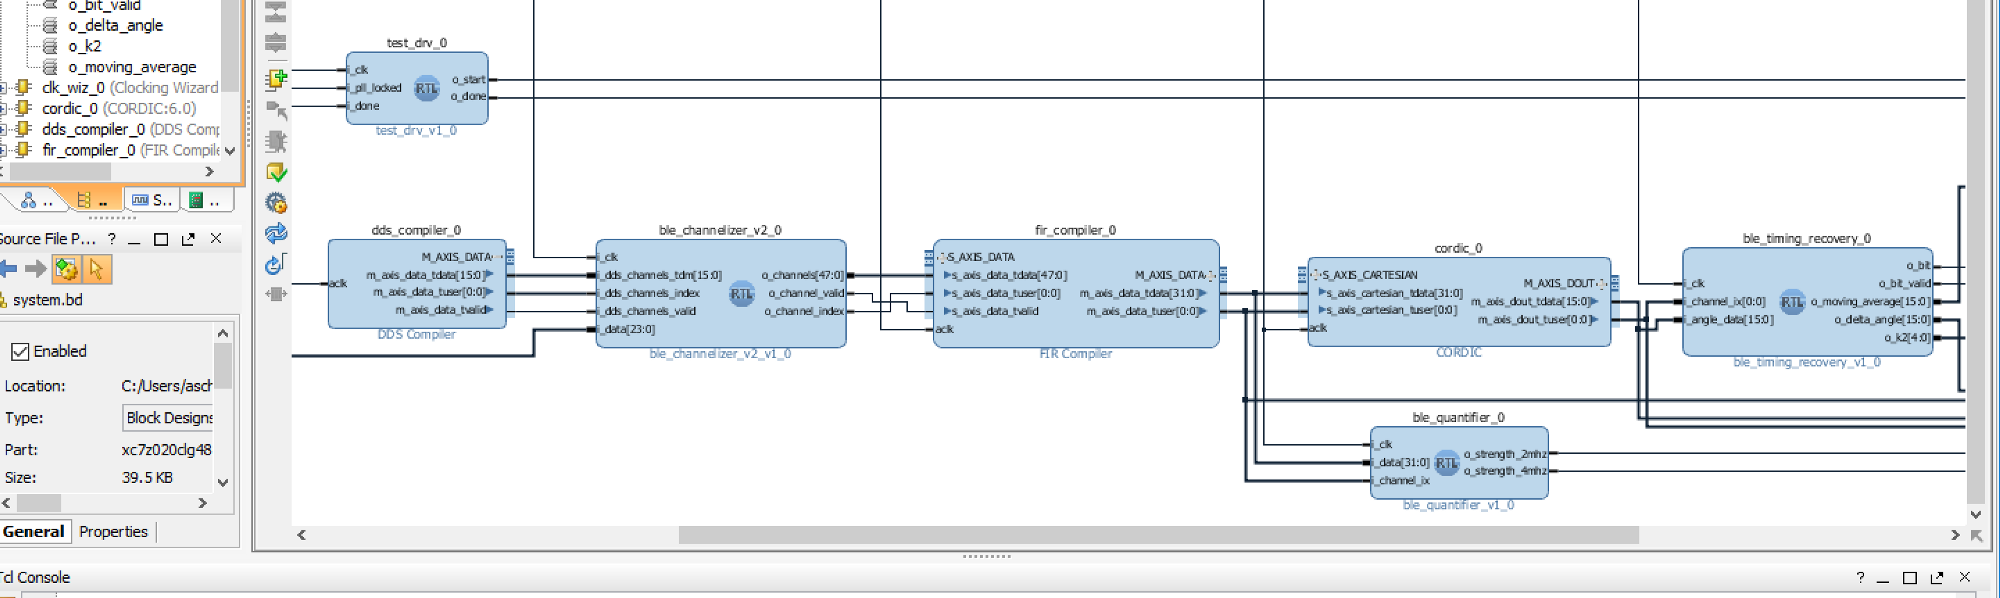 o_bit_valid
o_delta_angle
o_k2
o_moving_average
clk_wiz_0 (Clocking Wizard
cordic_0 (CORDIC:6.0)
dds_compiler_0 (DDS Comp
fir_compiler_0 (FIR Compile
..
..
S..
..
Source File P... ?
system.bd
Enabled
Location: C:/Users/asch
Type: Block Designs
Part: xc7z020clg48
Size: 39.5 KB
General Properties
test_drv_0
i_clk
i_pll_locked
i_done
RTL
o_start
o_done
test_drv_v1_0
dds_compiler_0
aclk
M_AXIS_DATA
m_axis_data_tdata[15:0]
m_axis_data_tuser[0:0]
m_axis_data_tvalid
DDS Compiler
ble_channelizer_v2_0
i_clk
i_dds_channels_tdm[15:0]
i_dds_channels_index
i_dds_channels_valid
i_data[23:0]
RTL
o_channels[47:0]
o_channel_valid
o_channel_index
ble_channelizer_v2_v1_0
fir_compiler_0
S_AXIS_DATA
s_axis_data_tdata[47:0]
s_axis_data_tuser[0:0]
s_axis_data_tvalid
aclk
M_AXIS_DATA
m_axis_data_tdata[31:0]
m_axis_data_tuser[0:0]
FIR Compiler
cordic_0
S_AXIS_CARTESIAN
s_axis_cartesian_tdata[31:0]
s_axis_cartesian_tuser[0:0]
aclk
M_AXIS_DOUT
m_axis_dout_tdata[15:0]
m_axis_dout_tuser[0:0]
CORDIC
ble_timing_recovery_0
i_clk
i_channel_ix[0:0]
i_angle_data[15:0]
RTL
o_bit
o_bit_valid
o_moving_average[15:0]
o_delta_angle[15:0]
o_k2[4:0]
ble_timing_recovery_v1_0
ble_quantifier_0
i_clk
i_data[31:0]
i_channel_ix
RTL
o_strength_2mhz
o_strength_4mhz
ble_quantifier_v1_0
Tcl Console ?